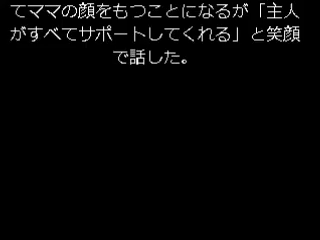 てママの顔をもつことになるが「主人
がすべてサポートしてくれる」と笑顔
で話した。